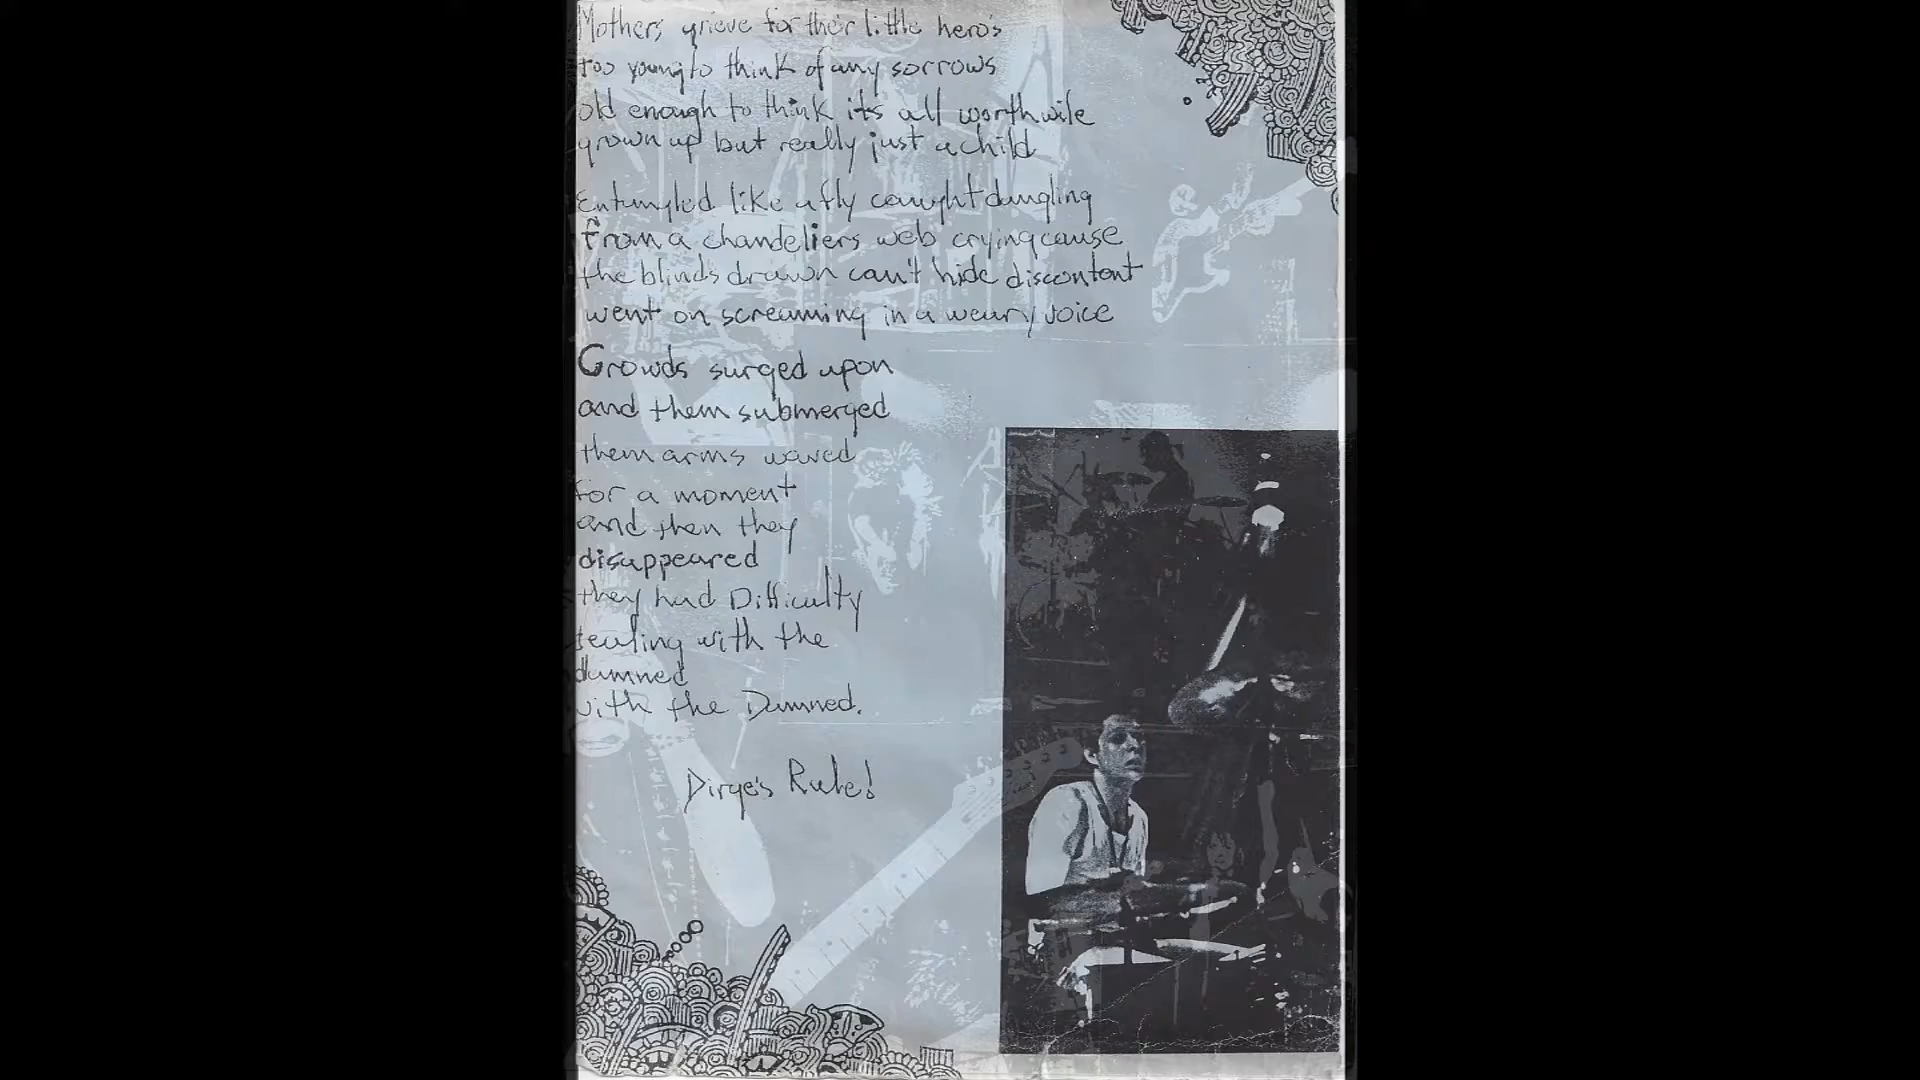 Mothers grieve for their little hero's
too young to think of any sorrows
old enough to think its all worthwile
grown up but really just a child
Entangled like a fly caught dangling
from a chandeliers web crying cause
the blinds drawn can't hide discontent
went on screaming in a weary voice
Crowds surged upon
and them submerged
them arms waved
for a moment
and then they
disappeared
they had Difficulty
dealing with the
damned
with the Damned.
Dirge's Rule!